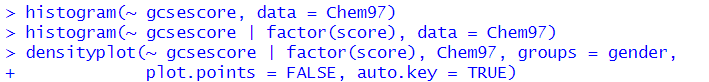 > histogram(~ gcsescore, data = Chem97)
> histogram(~ gcsescore | factor(score), data = Chem97)
> densityplot(~ gcsescore | factor(score), Chem97, groups = gender,
+             plot.points = FALSE, auto.key = TRUE)